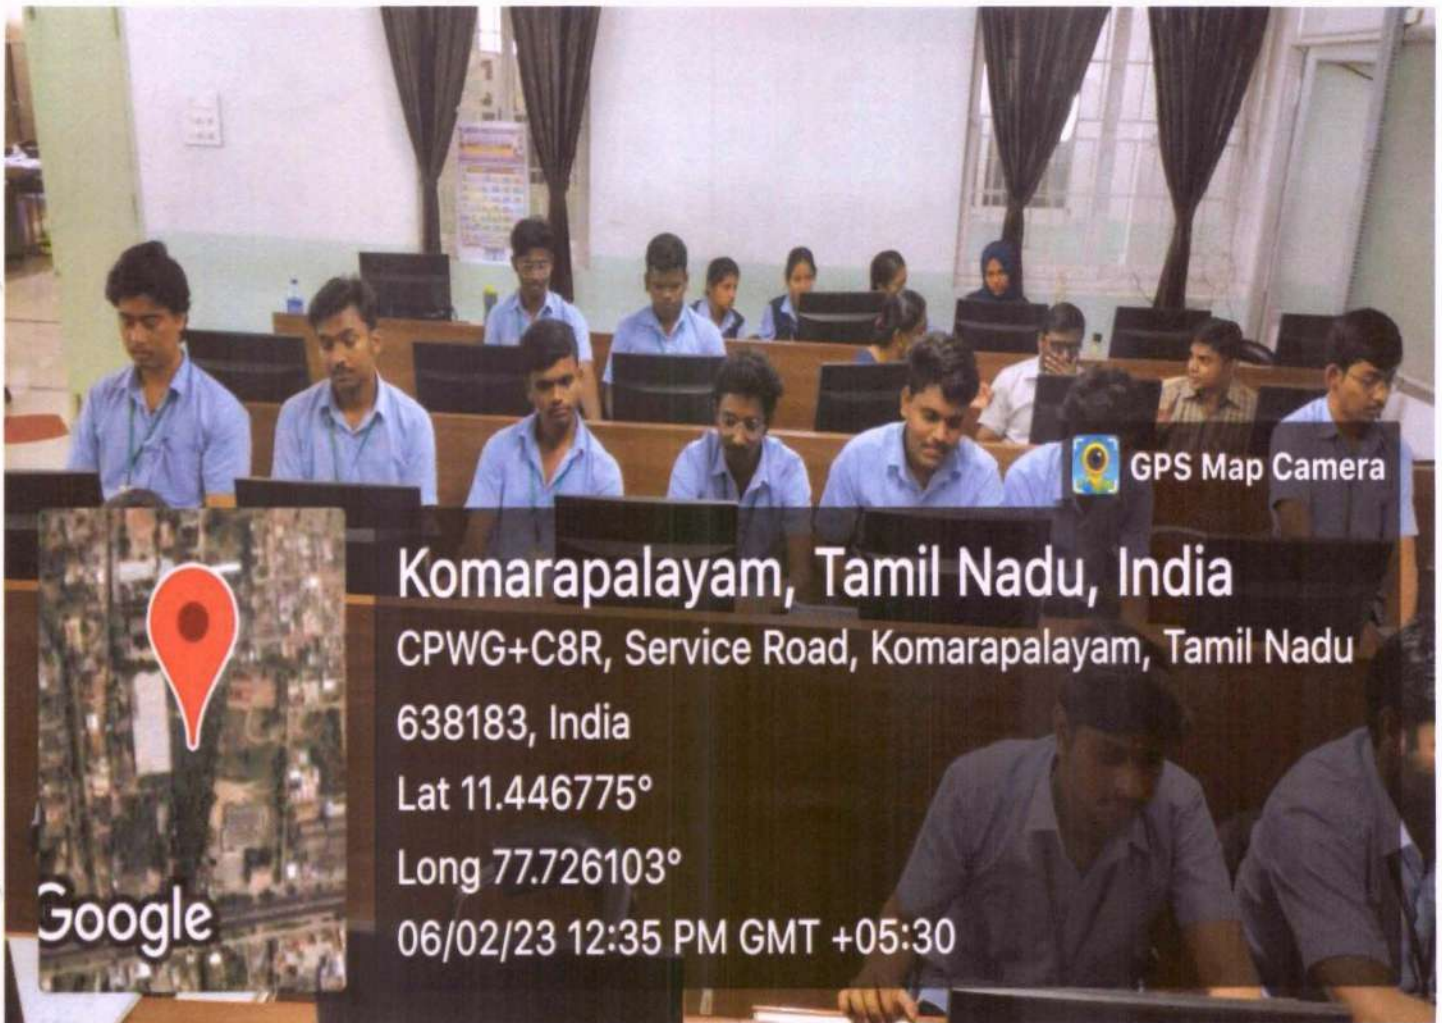 GPS Map Camera
Komarapalayam, Tamil Nadu, India
CPWG+C8R, Service Road, Komarapalayam, Tamil Nadu
638183, India
Lat 11.446775°
Long 77.726103°
06/02/23 12:35 PM GMT +05:30
Google